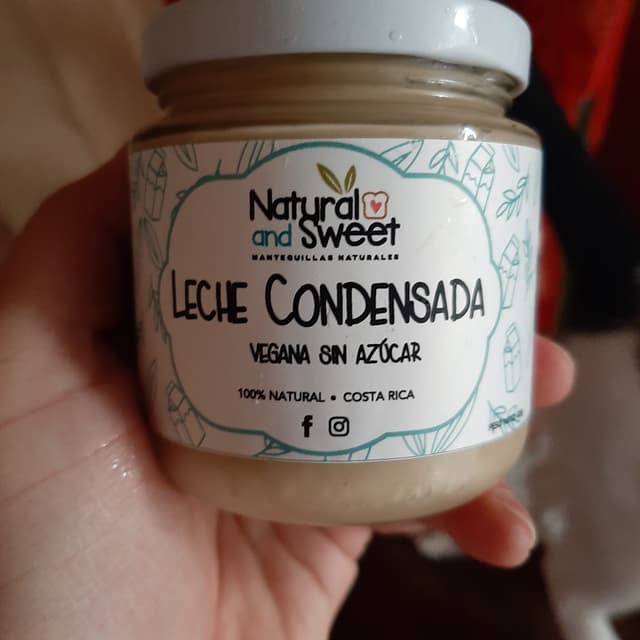 Natural
and Sweet
MANTEQUILLAS NATURALES
LECHE CONDENSADA
VEGANA SIN AZÚCAR
100% NATURAL • COSTA RICA